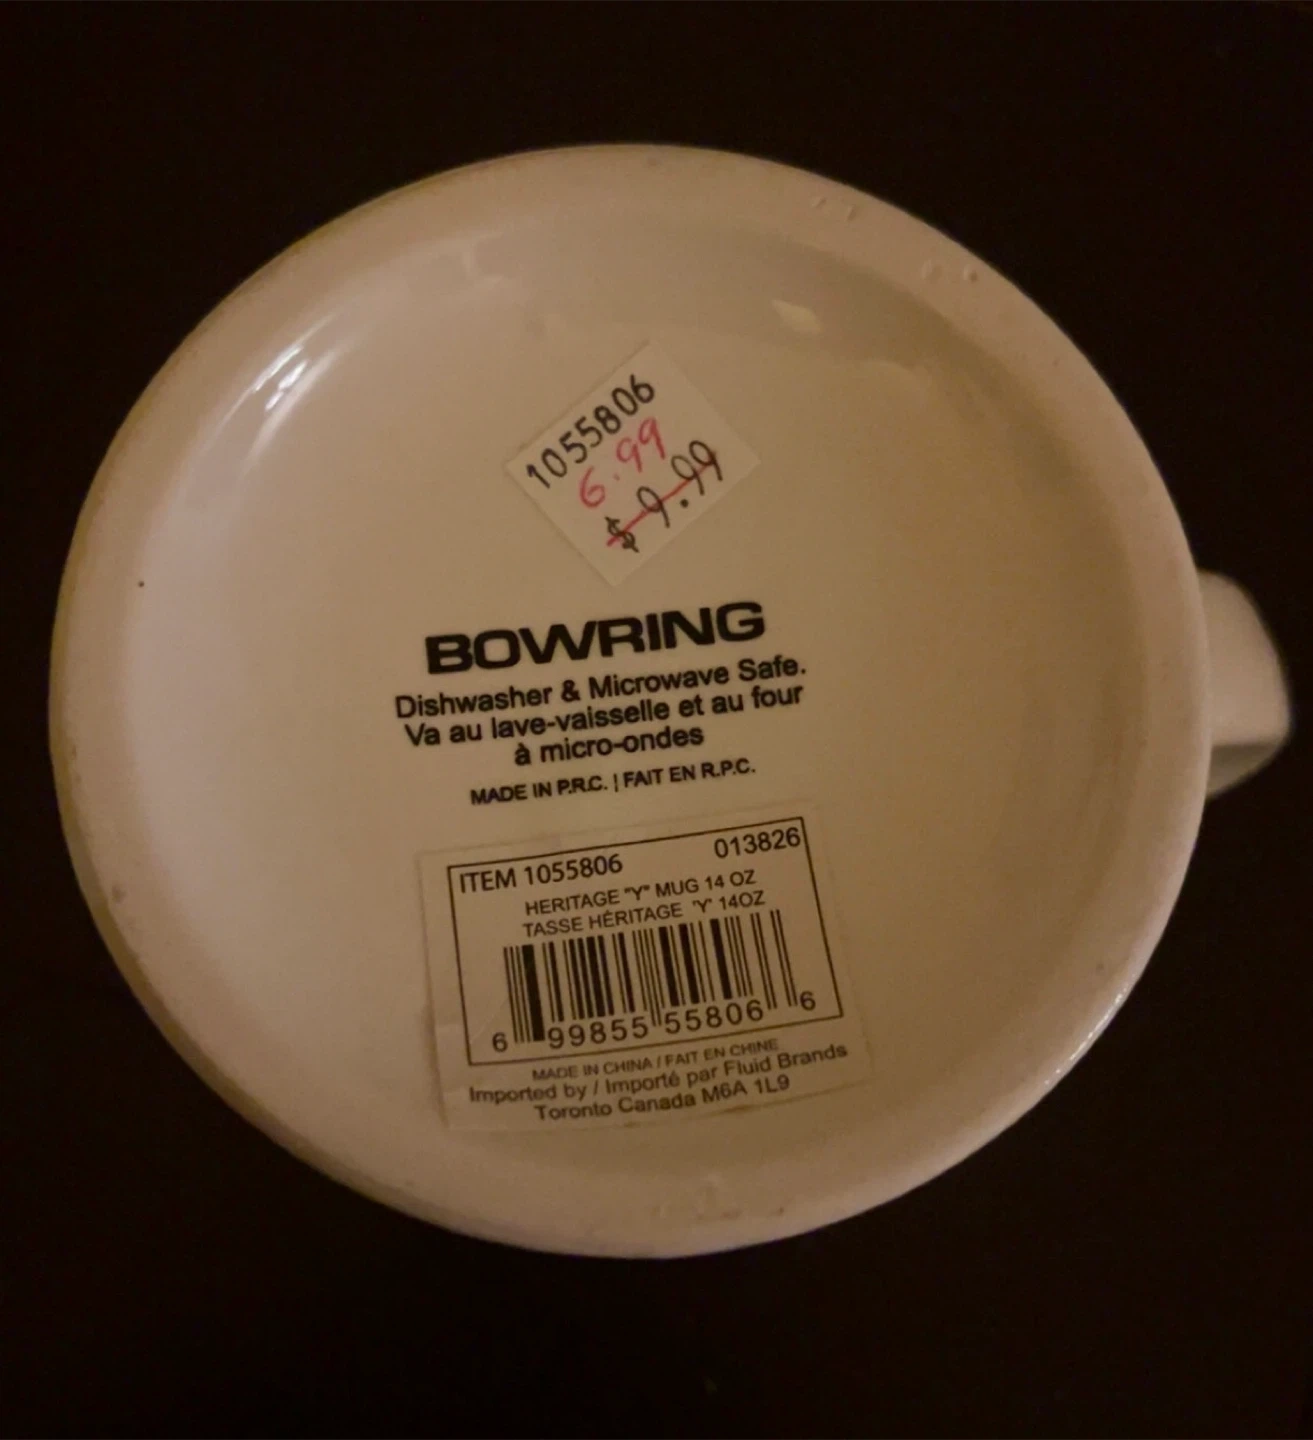 1055806
6.99
$9.99
BOWRING
Dishwasher & Microwave Safe.
Va au lave-vaisselle et au four
à micro-ondes
MADE IN P.R.C. | FAIT EN R.P.C.
ITEM 1055806 013826
HERITAGE "Y" MUG 14 OZ
TASSE HÉRITAGE 'Y' 14OZ
6 99855 55806 6
MADE IN CHINA / FAIT EN CHINE
Imported by / Importé par Fluid Brands
Toronto Canada M6A 1L9